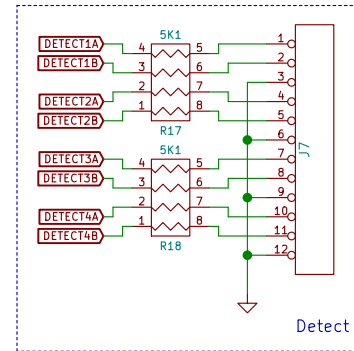 5K1
DETECT1A 4 5 1
DETECT1B 3 6 2
3
DETECT2A 2 7 4
DETECT2B 1 8 5
R17
6
5K1
J7
DETECT3A 4 5 7
DETECT3B 3 6 8
9
DETECT4A 2 7 10
DETECT4B 1 8 11
R18
12
Detect